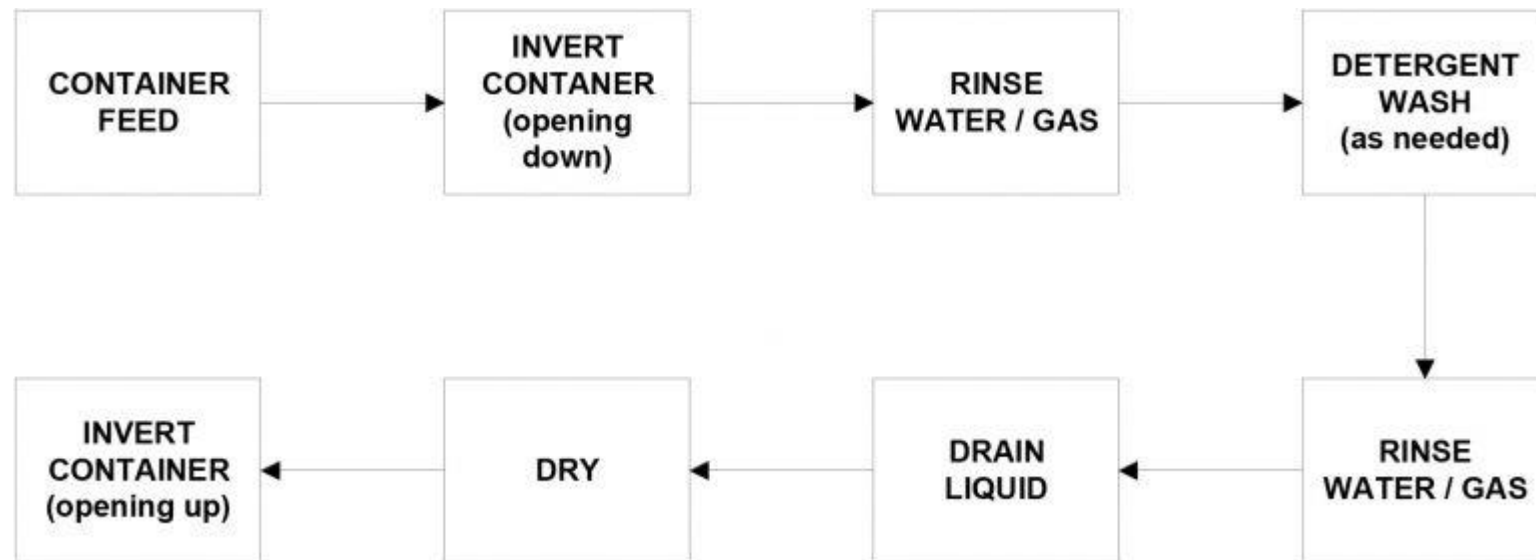 CONTAINER
FEED
INVERT
CONTANER
(opening
down)
RINSE
WATER / GAS
DETERGENT
WASH
(as needed)
RINSE
WATER / GAS
DRAIN
LIQUID
DRY
INVERT
CONTAINER
(opening up)